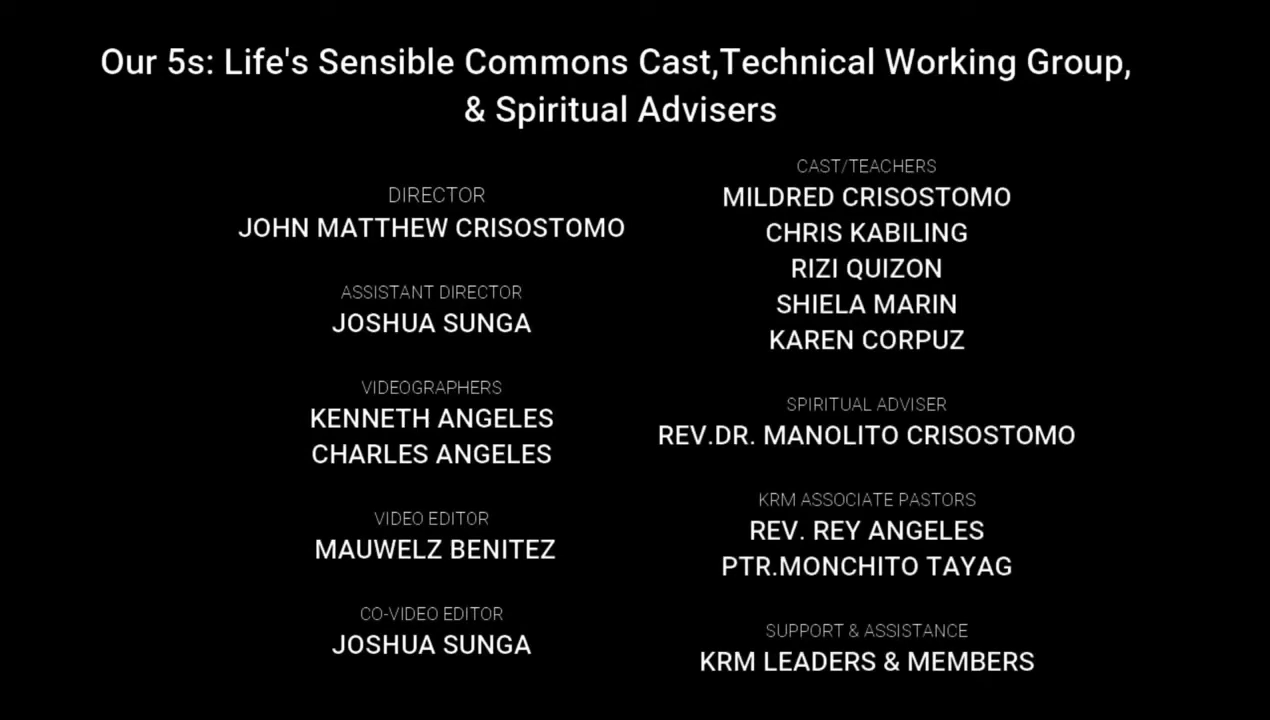 Our 5s: Life's Sensible Commons Cast,Technical Working Group,
& Spiritual Advisers
DIRECTOR
JOHN MATTHEW CRISOSTOMO
ASSISTANT DIRECTOR
JOSHUA SUNGA
VIDEOGRAPHERS
KENNETH ANGELES
CHARLES ANGELES
VIDEO EDITOR
MAUWELZ BENITEZ
CO-VIDEO EDITOR
JOSHUA SUNGA
CAST/TEACHERS
MILDRED CRISOSTOMO
CHRIS KABILING
RIZI QUIZON
SHIELA MARIN
KAREN CORPUZ
SPIRITUAL ADVISER
REV.DR. MANOLITO CRISOSTOMO
KRM ASSOCIATE PASTORS
REV. REY ANGELES
PTR.MONCHITO TAYAG
SUPPORT & ASSISTANCE
KRM LEADERS & MEMBERS